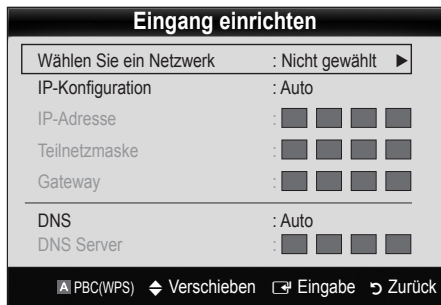 Eingang einrichten
Wählen Sie ein Netzwerk : Nicht gewählt ▶
IP-Konfiguration : Auto
IP-Adresse :
Teilnetzmaske :
Gateway :
DNS : Auto
DNS Server :
A PBC(WPS) Verschieben Eingabe Zurück